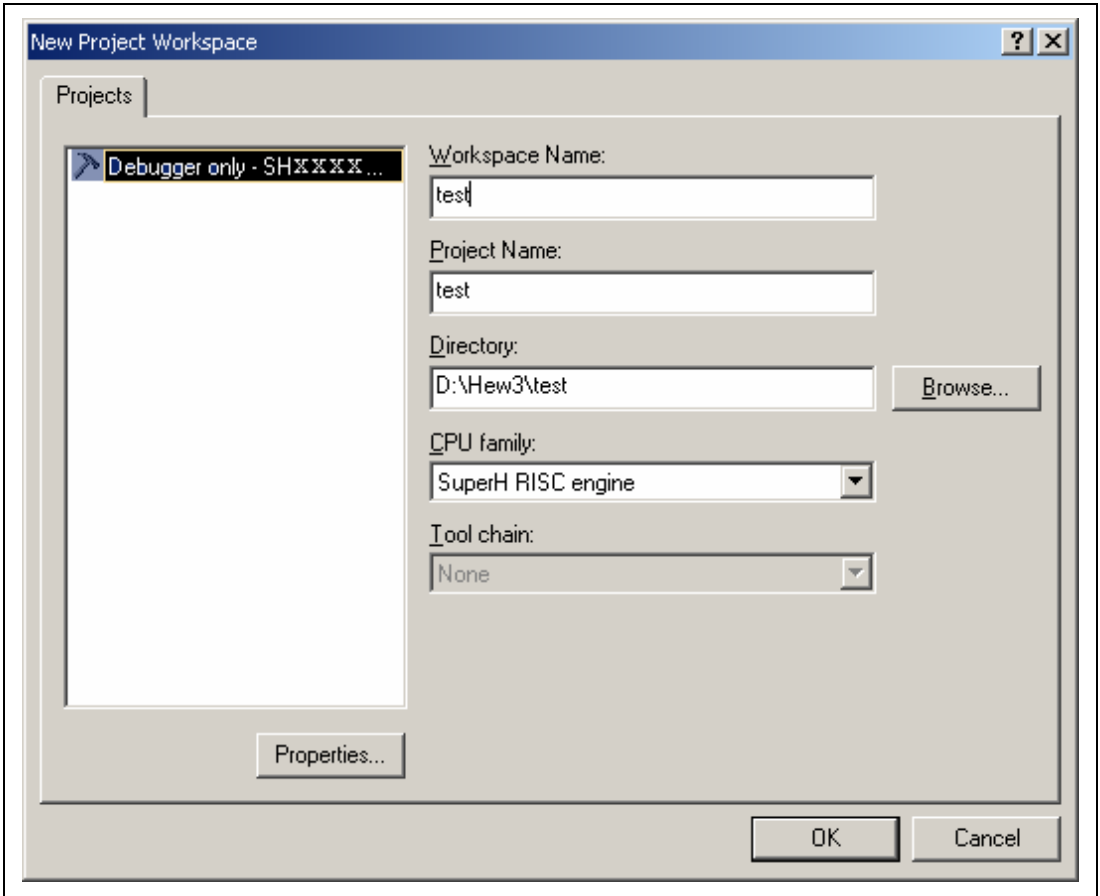 New Project Workspace
Projects
Debugger only - SHXXXX...
Workspace Name:
test
Project Name:
test
Directory:
D:\Hew3\test
Browse...
CPU family:
SuperH RISC engine
Tool chain:
None
Properties...
OK
Cancel